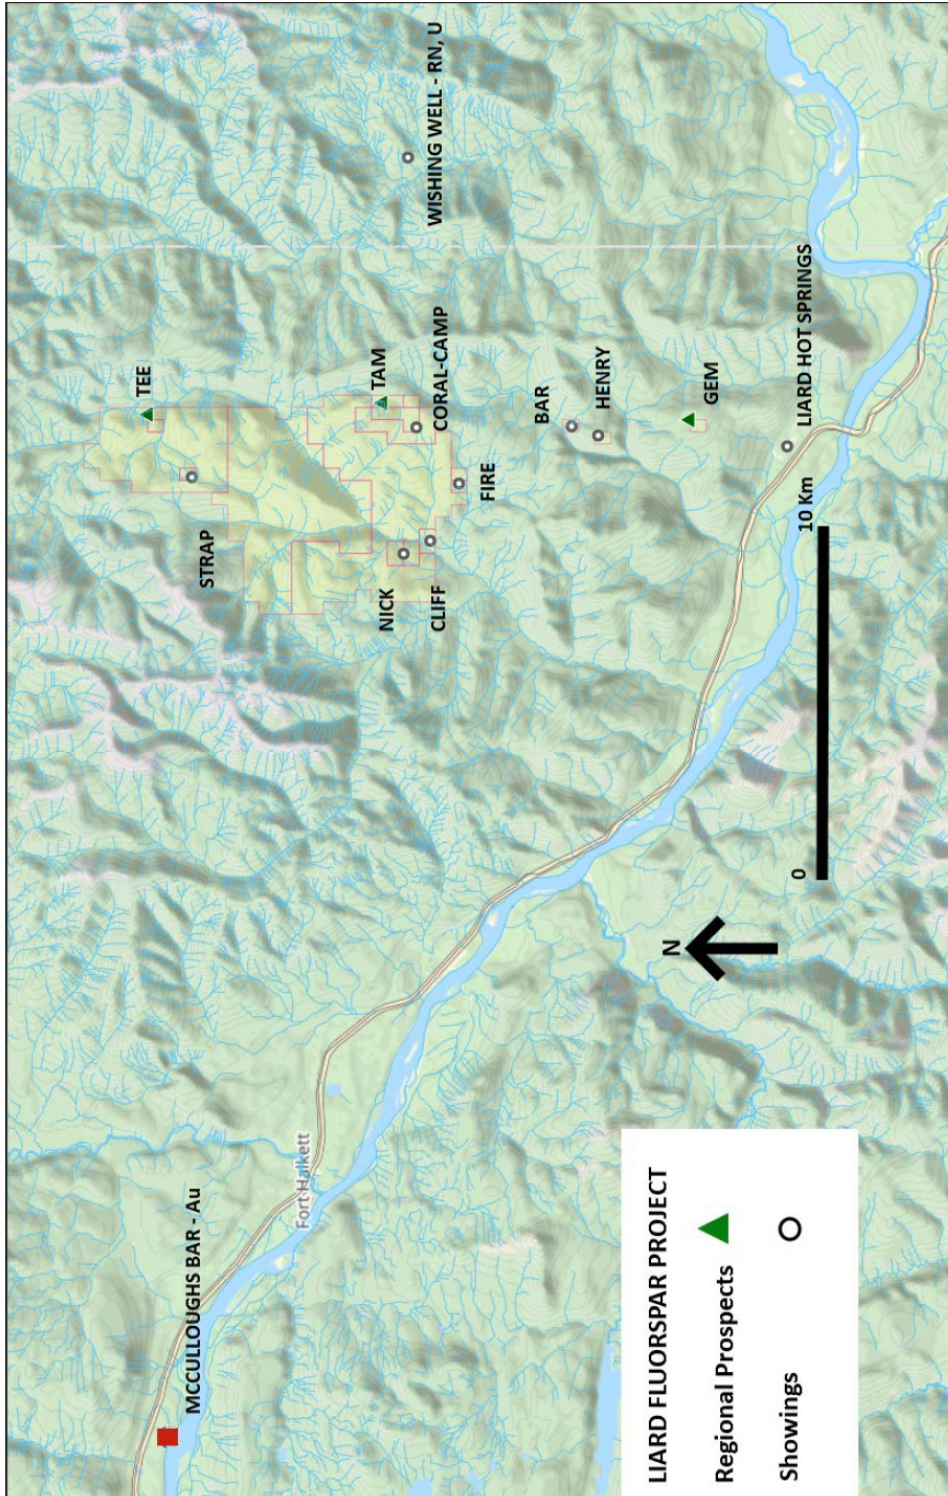 TEE
STRAP
TAM
CORAL-CAMP
WISHING WELL - RN, U
NICK
CLIFF
FIRE
BAR
HENRY
GEM
LIARD HOT SPRINGS
MCCULLOUGHS BAR - Au
Fort Halkett
N
0
10 Km
LIARD FLUORSPAR PROJECT
Regional Prospects
Showings